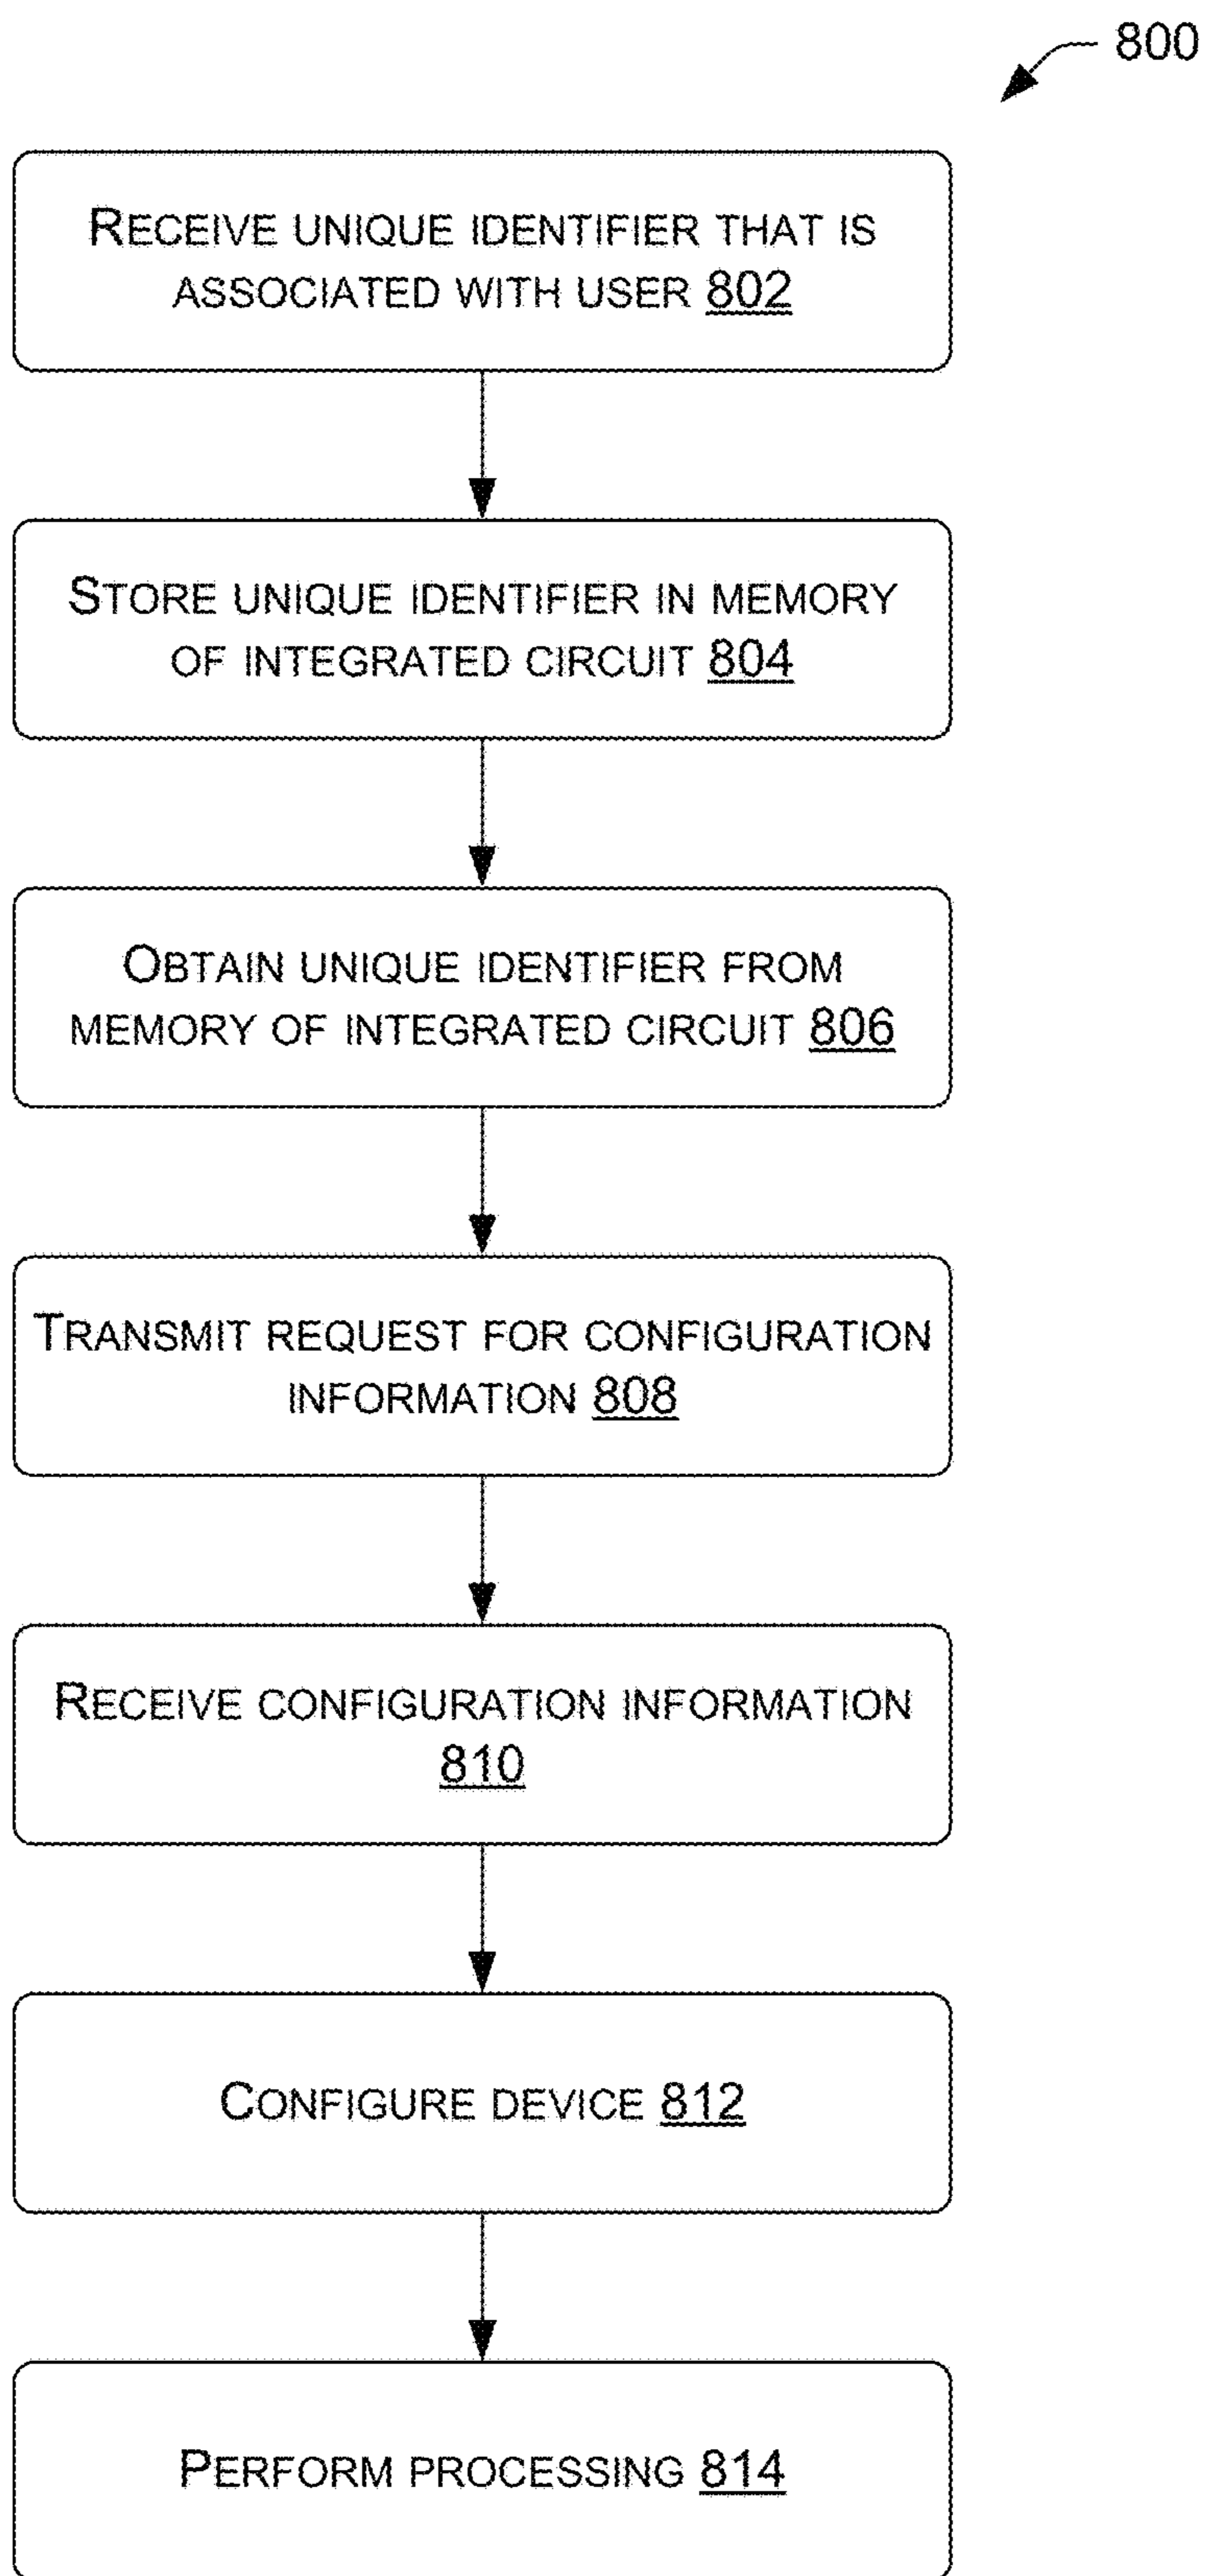 800
RECEIVE UNIQUE IDENTIFIER THAT IS
ASSOCIATED WITH USER 802
STORE UNIQUE IDENTIFIER IN MEMORY
OF INTEGRATED CIRCUIT 804
OBTAIN UNIQUE IDENTIFIER FROM
MEMORY OF INTEGRATED CIRCUIT 806
TRANSMIT REQUEST FOR CONFIGURATION
INFORMATION 808
RECEIVE CONFIGURATION INFORMATION
810
CONFIGURE DEVICE 812
PERFORM PROCESSING 814